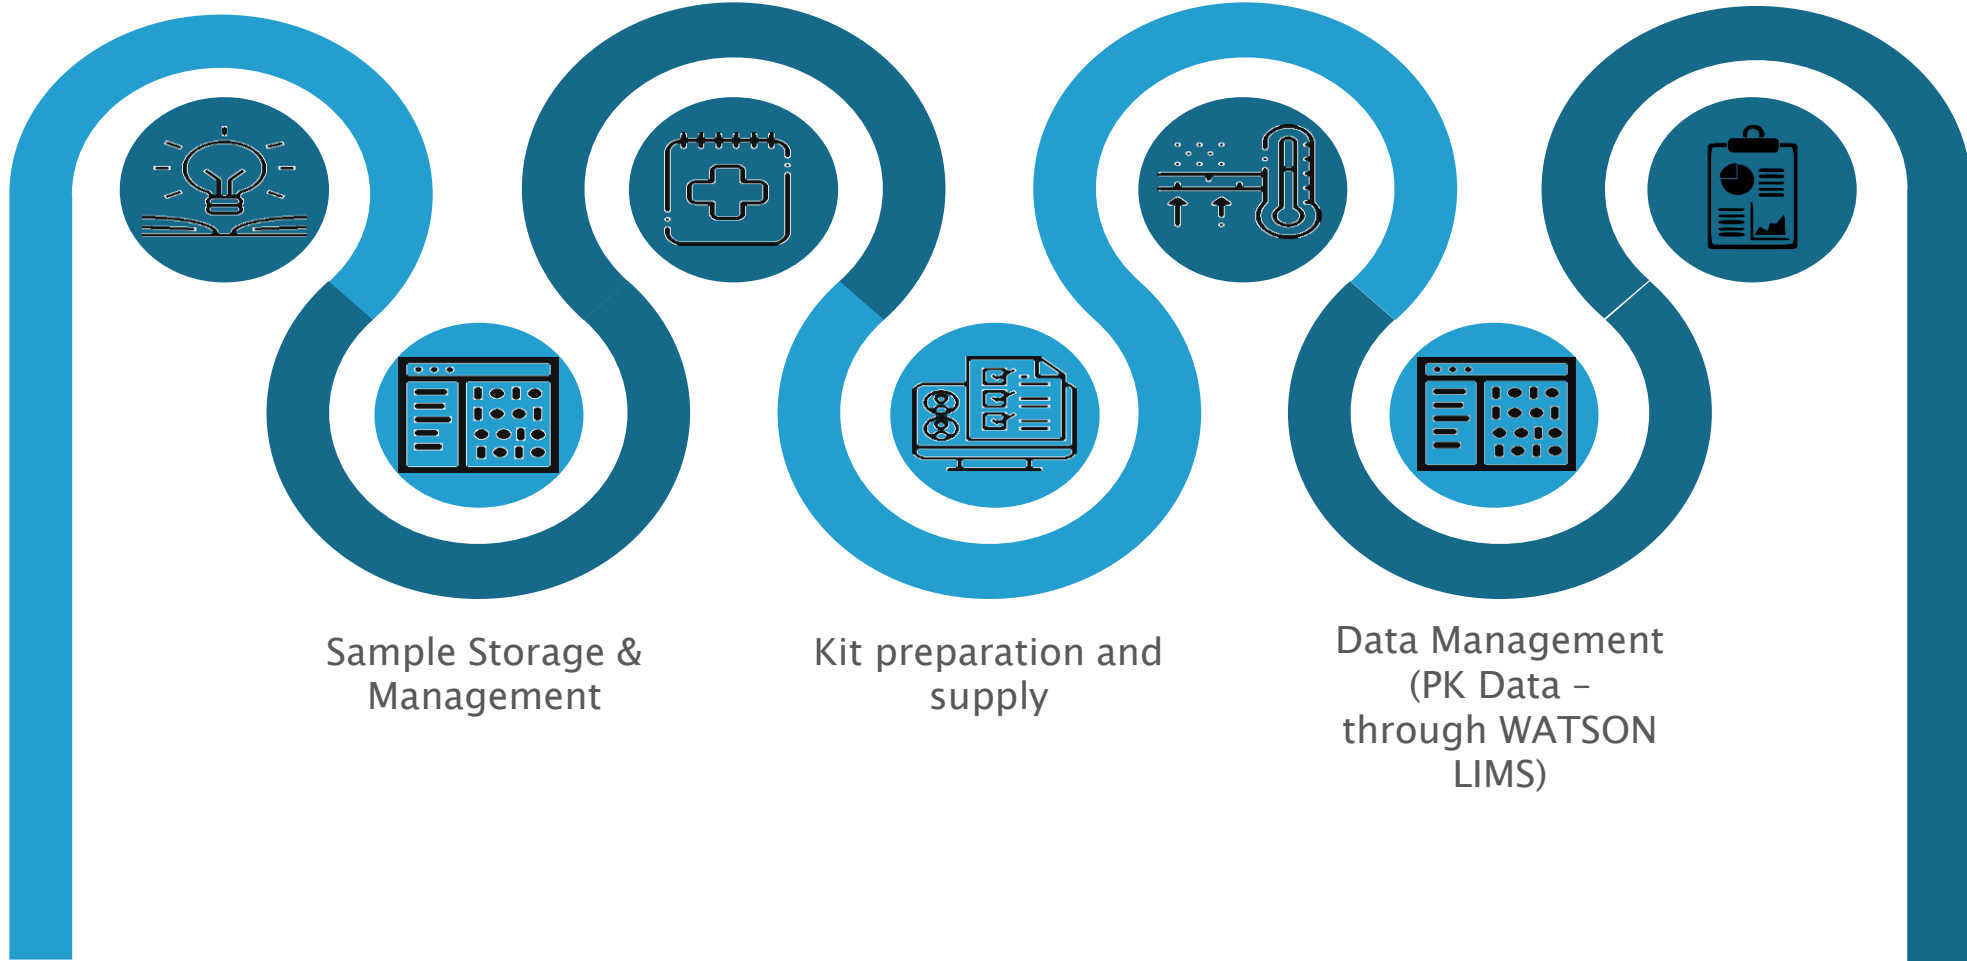 Sample Storage &
Management
Kit preparation and
supply
Data Management
(PK Data –
through WATSON
LIMS)